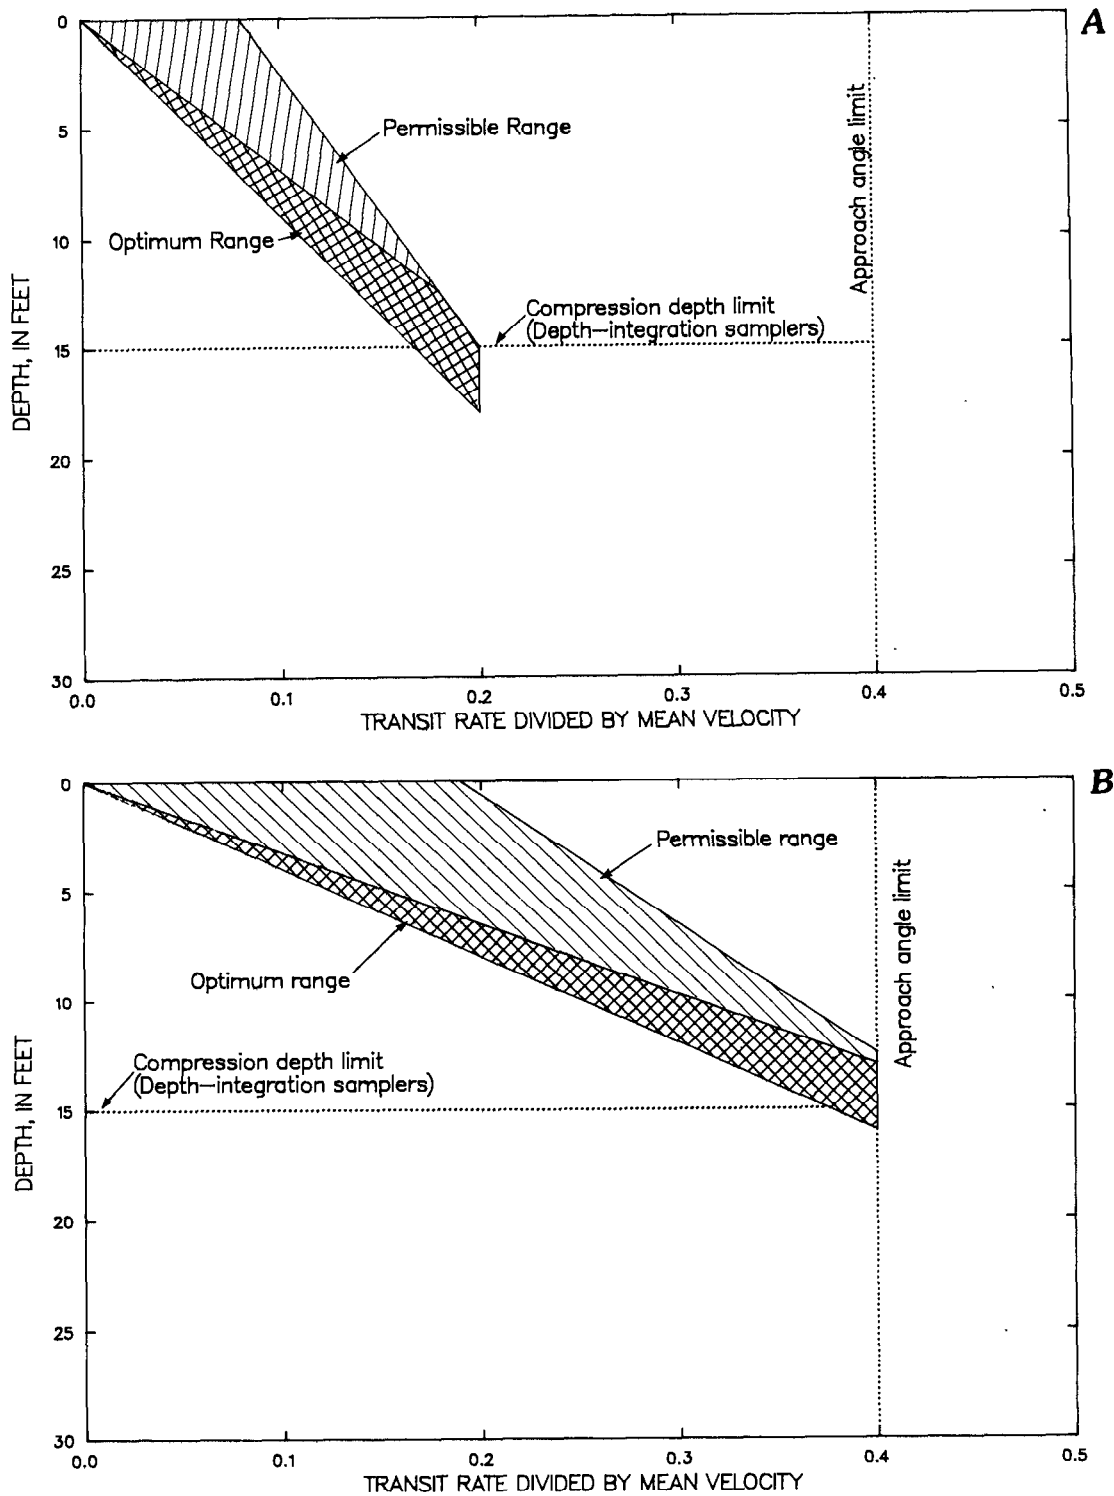 A
0
5
10
15
20
25
30
DEPTH, IN FEET
Permissible Range
Optimum Range
Compression depth limit
(Depth–integration samplers)
Approach angle limit
0.0 0.1 0.2 0.3 0.4 0.5
TRANSIT RATE DIVIDED BY MEAN VELOCITY
B
0
5
10
15
20
25
30
DEPTH, IN FEET
Permissible range
Optimum range
Compression depth limit
(Depth–integration samplers)
Approach angle limit
0.0 0.1 0.2 0.3 0.4 0.5
TRANSIT RATE DIVIDED BY MEAN VELOCITY